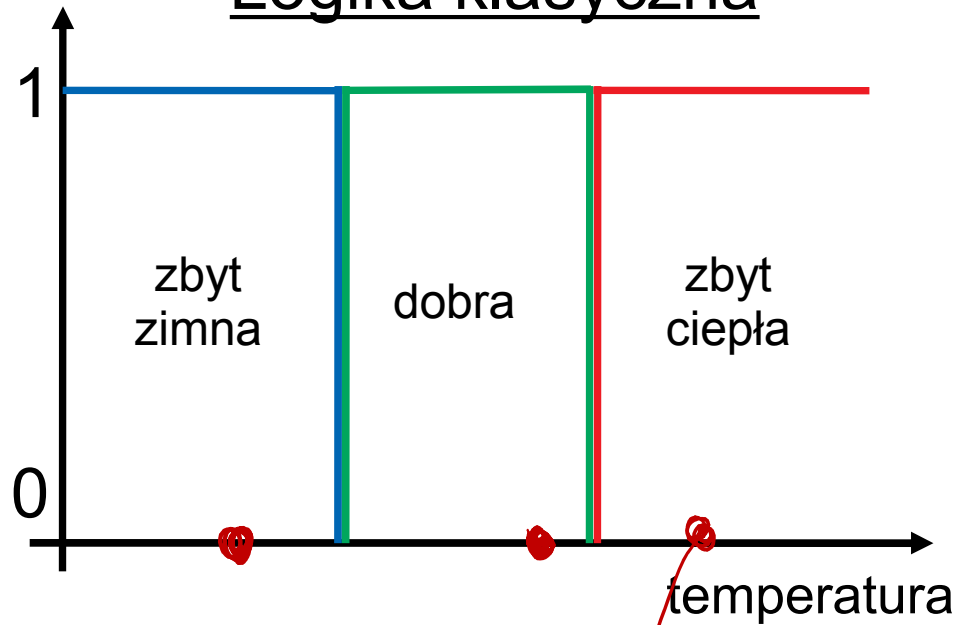 Logika klasyczna
1
zbyt
zimna
dobra
zbyt
ciepła
0
temperatura